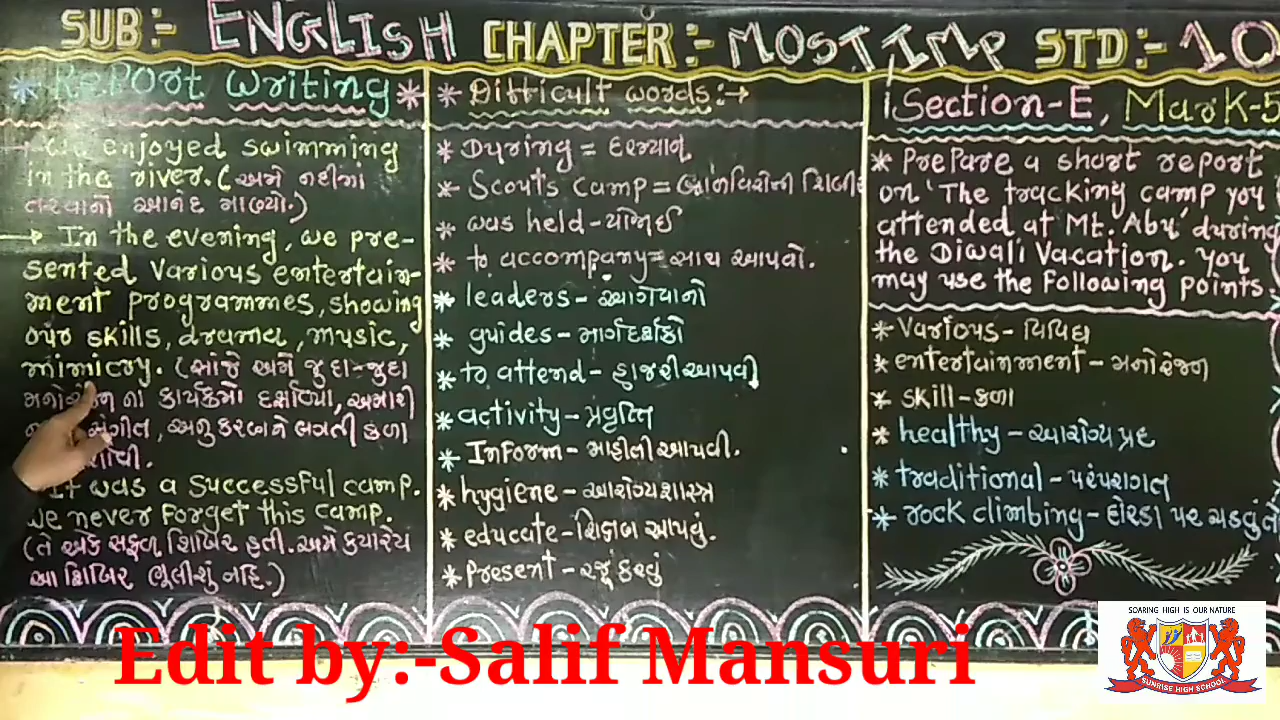 SUB:- ENGLISH CHAPTER:- MOST IMP STD:- 10
* Report Writing *
→ We enjoyed swimming
in the river. (અમે નદીમાં
તરવાનો આનંદ માણ્યો.)
→ In the evening, we pre-
sented various entertain-
ment programmes, showing
our skills, drama, music,
mimicry. (સાંજે અમે જુદા-જુદા
મનોરંજન ના કાર્યક્રમો દર્શાવ્યા, અમારી
સંગીત, અનુકરણને લગતી કળા
It was a successful camp.
We never forget this camp.
(તે એક સફળ શિબિર હતી. અમે ક્યારેય
આ શિબિર ભૂલીશું નહિ.)
* Difficult words:→
* During = દરમ્યાન
* Scout's camp =
* was held - યોજાઈ
* to accompany = સાથ આપવો.
* leaders - આગેવાનો
* guides - માર્ગદર્શકો
* to attend - હાજરી આપવી
* activity - પ્રવૃત્તિ
* Inform - માહીતી આપવી.
* hygiene - આરોગ્યશાસ્ત્ર
* educate - શિક્ષણ આપવું.
* Present - રજૂ કરવું
Section-E, Mark-5
* Prepare a short report
on 'The tracking camp you
attended at Mt. Abu' during
the Diwali Vacation. you
may use the Following points.
* Various - વિવિધ
* entertainment - મનોરંજન
* skill - કળા
* healthy - આરોગ્યપ્રદ
* traditional - પરંપરાગત
* rock climbing - પર ચડવું તે
Edit by:-Salif Mansuri
SOARING HIGH IS OUR NATURE
SUNRISE HIGH SCHOOL